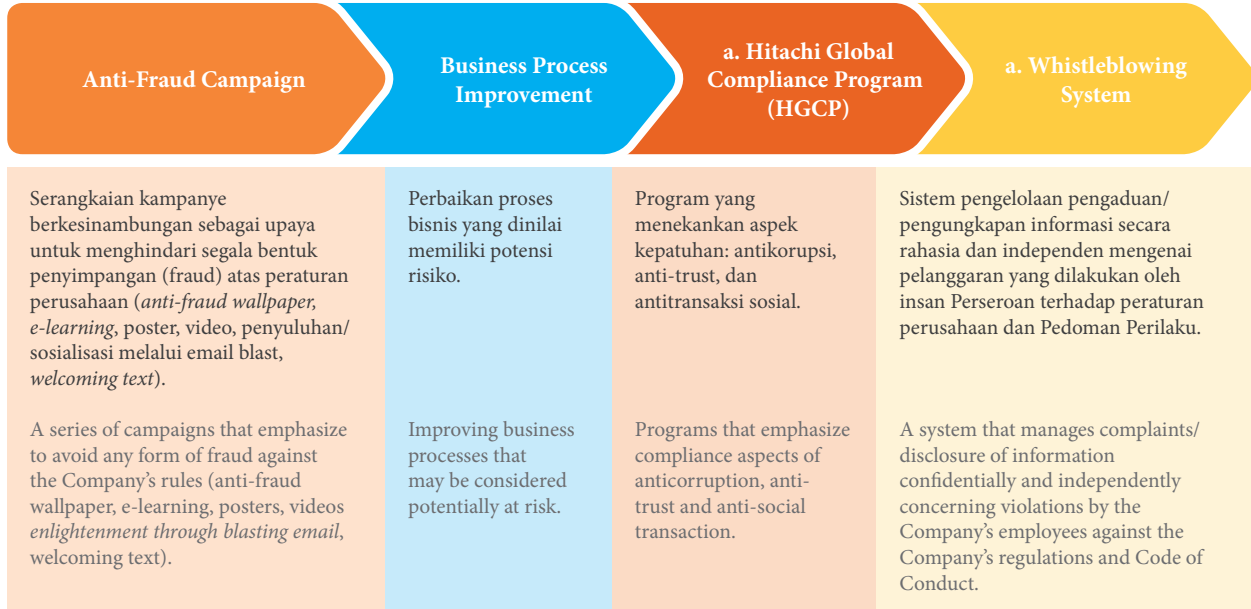 Anti-Fraud Campaign
Business Process
Improvement
a. Hitachi Global
Compliance Program
(HGCP)
a. Whistleblowing
System
Serangkaian kampanye
berkesinambungan sebagai upaya
untuk menghindari segala bentuk
penyimpangan (fraud) atas peraturan
perusahaan (anti-fraud wallpaper,
e-learning, poster, video, penyuluhan/
sosialisasi melalui email blast,
welcoming text).
A series of campaigns that emphasize
to avoid any form of fraud against
the Company's rules (anti-fraud
wallpaper, e-learning, posters, videos
enlightenment through blasting email,
welcoming text).
Perbaikan proses
bisnis yang dinilai
memiliki potensi
risiko.
Improving business
processes that
may be considered
potentially at risk.
Program yang
menekankan aspek
kepatuhan: antikorupsi,
anti-trust, dan
antitransaksi sosial.
Programs that emphasize
compliance aspects of
anticorruption, anti-
trust and anti-social
transaction.
Sistem pengelolaan pengaduan/
pengungkapan informasi secara
rahasia dan independen mengenai
pelanggaran yang dilakukan oleh
insan Perseroan terhadap peraturan
perusahaan dan Pedoman Perilaku.
A system that manages complaints/
disclosure of information
confidentially and independently
concerning violations by the
Company's employees against the
Company's regulations and Code of
Conduct.